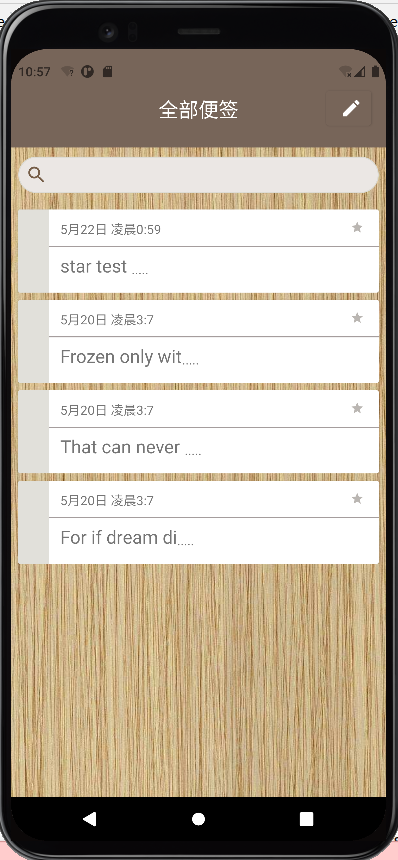 10:57
全部便签
5月22日 凌晨0:59
star test .....
5月20日 凌晨3:7
Frozen only wit.....
5月20日 凌晨3:7
That can never .....
5月20日 凌晨3:7
For if dream di.....